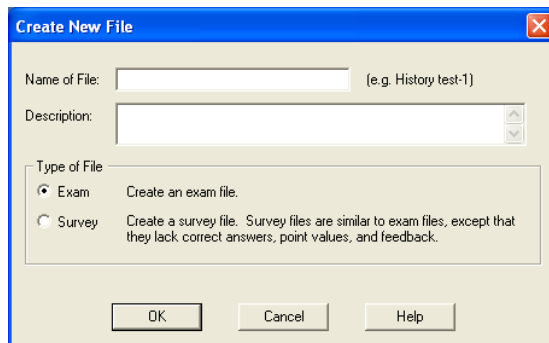 Create New File
Name of File: (e.g. History test-1)
Description:
Type of File
Exam Create an exam file.
Survey Create a survey file. Survey files are similar to exam files, except that
they lack correct answers, point values, and feedback.
OK Cancel Help